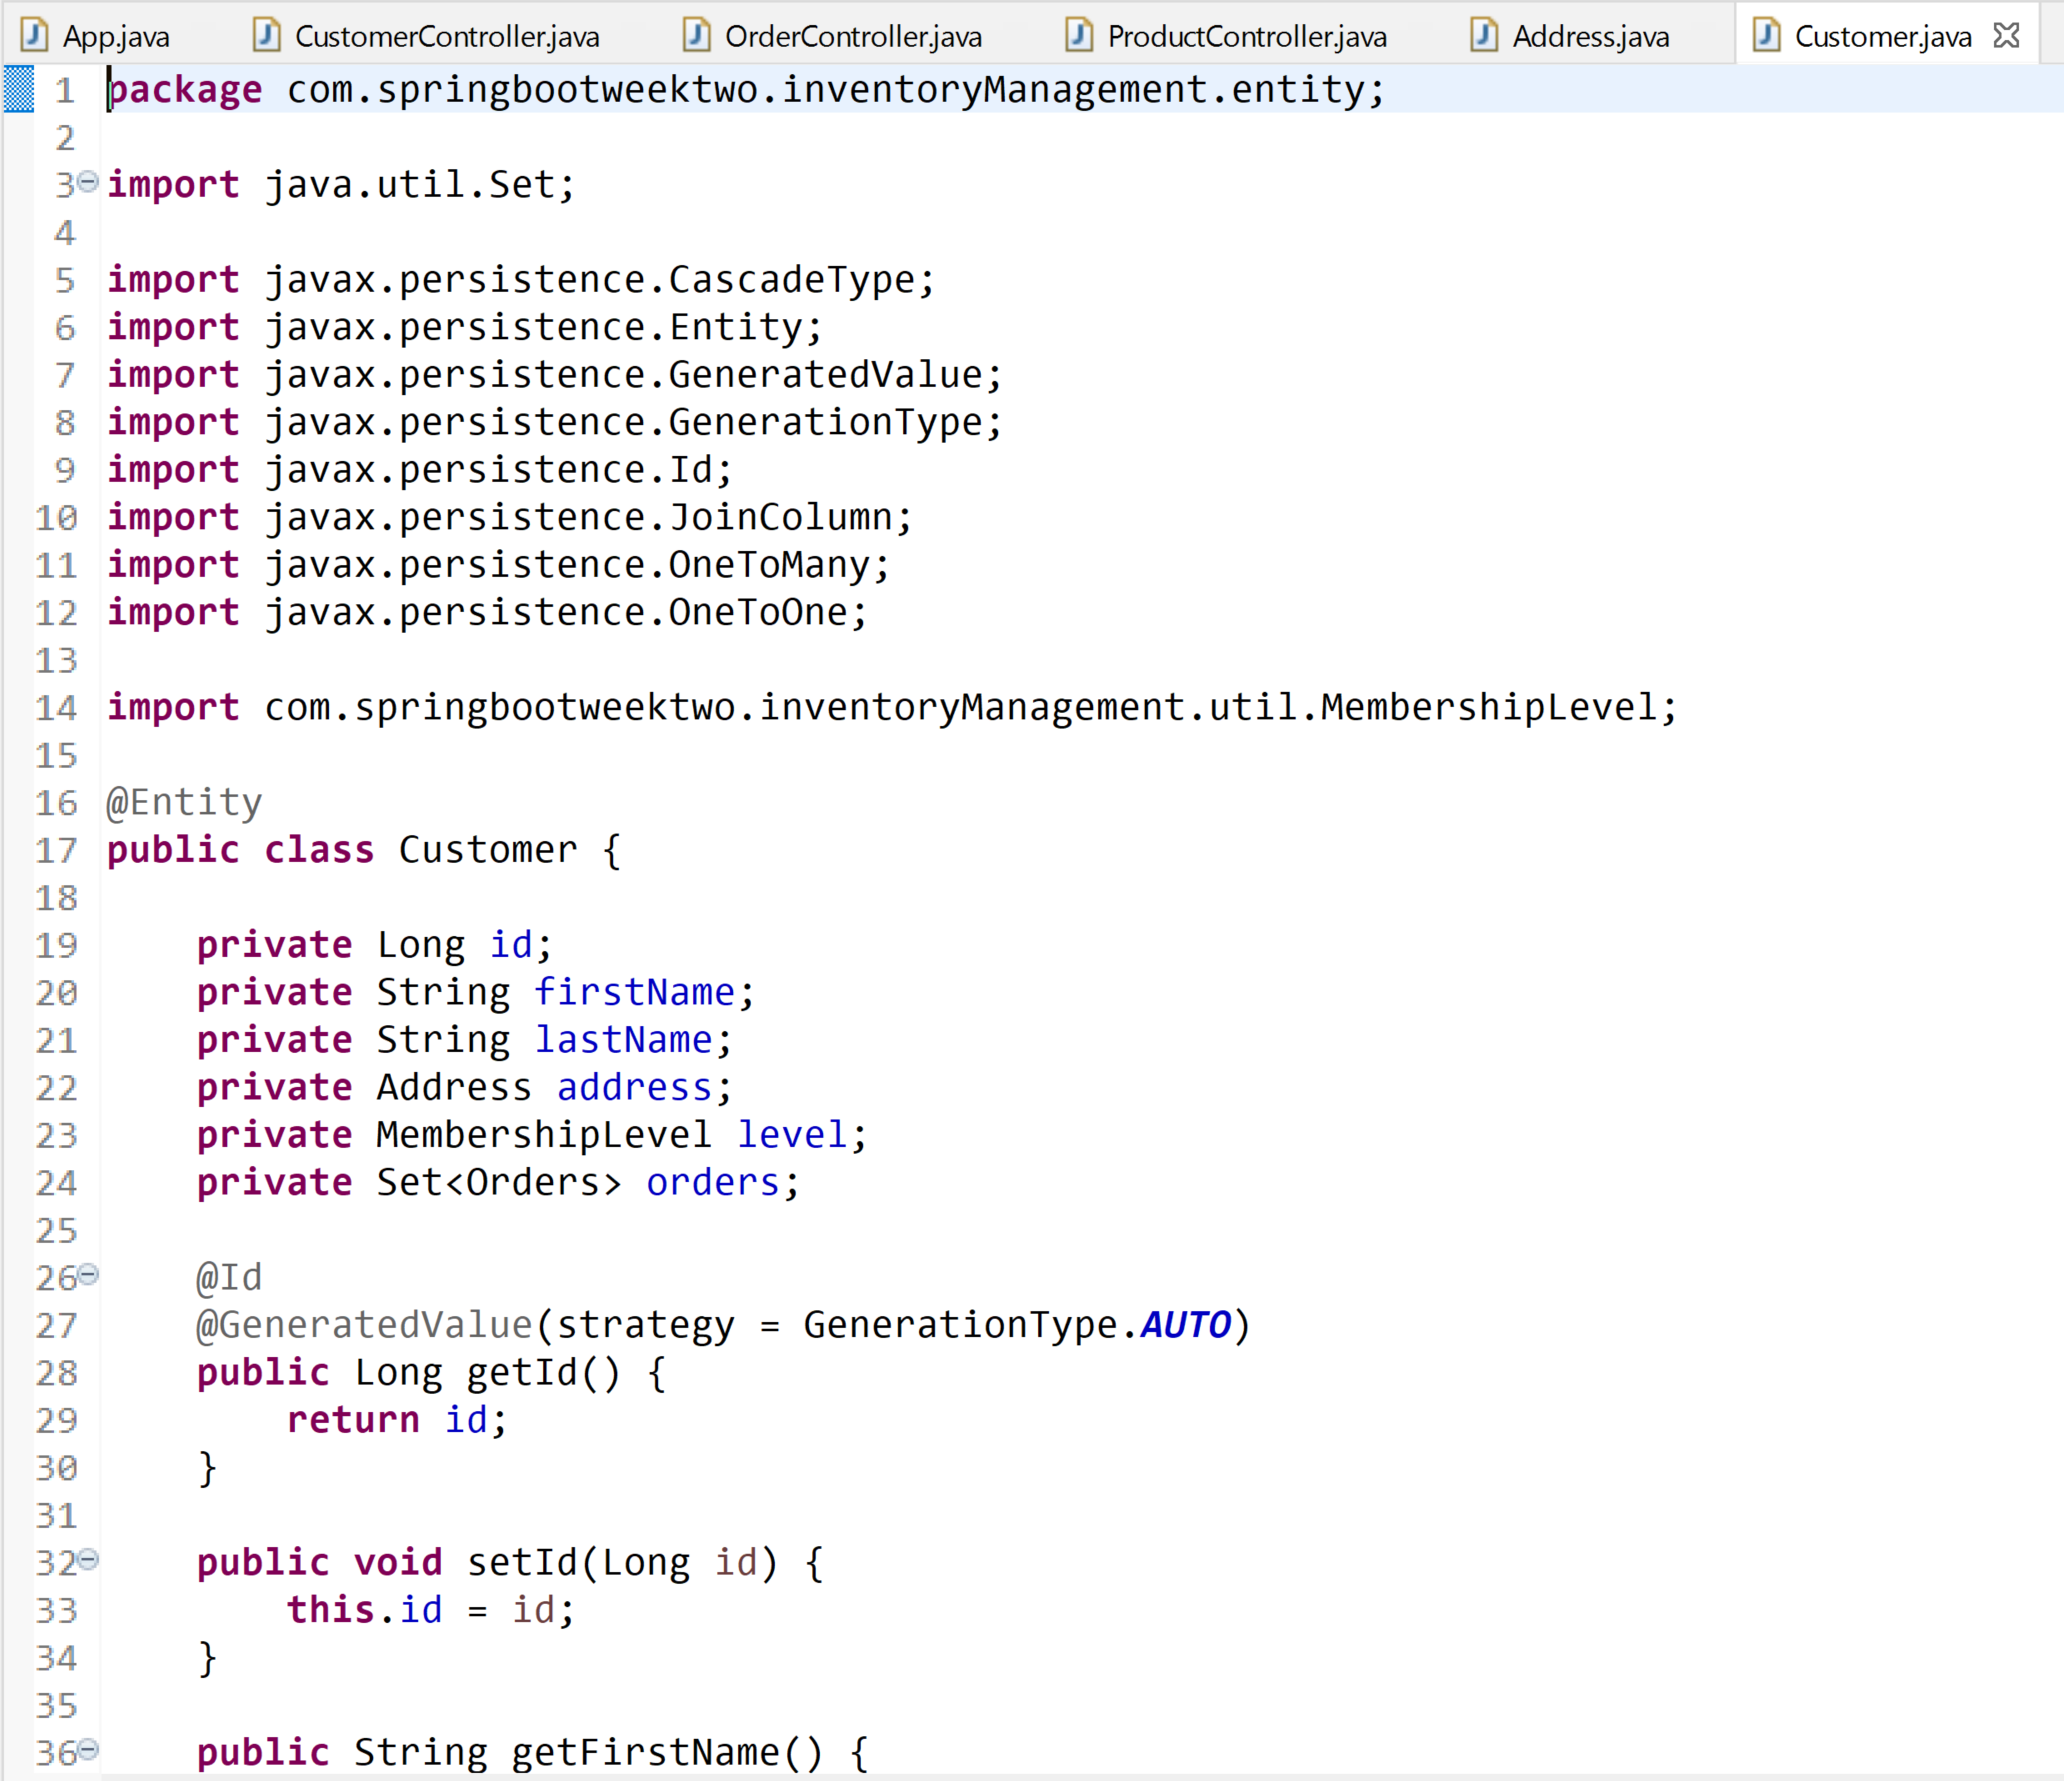 App.java CustomerController.java OrderController.java ProductController.java Address.java Customer.java
1 package com.springbootweektwo.inventoryManagement.entity;
2
3 import java.util.Set;
4
5 import javax.persistence.CascadeType;
6 import javax.persistence.Entity;
7 import javax.persistence.GeneratedValue;
8 import javax.persistence.GenerationType;
9 import javax.persistence.Id;
10 import javax.persistence.JoinColumn;
11 import javax.persistence.OneToMany;
12 import javax.persistence.OneToOne;
13
14 import com.springbootweektwo.inventoryManagement.util.MembershipLevel;
15
16 @Entity
17 public class Customer {
18
19     private Long id;
20     private String firstName;
21     private String lastName;
22     private Address address;
23     private MembershipLevel level;
24     private Set<Orders> orders;
25
26     @Id
27     @GeneratedValue(strategy = GenerationType.AUTO)
28     public Long getId() {
29         return id;
30     }
31
32     public void setId(Long id) {
33         this.id = id;
34     }
35
36     public String getFirstName() {